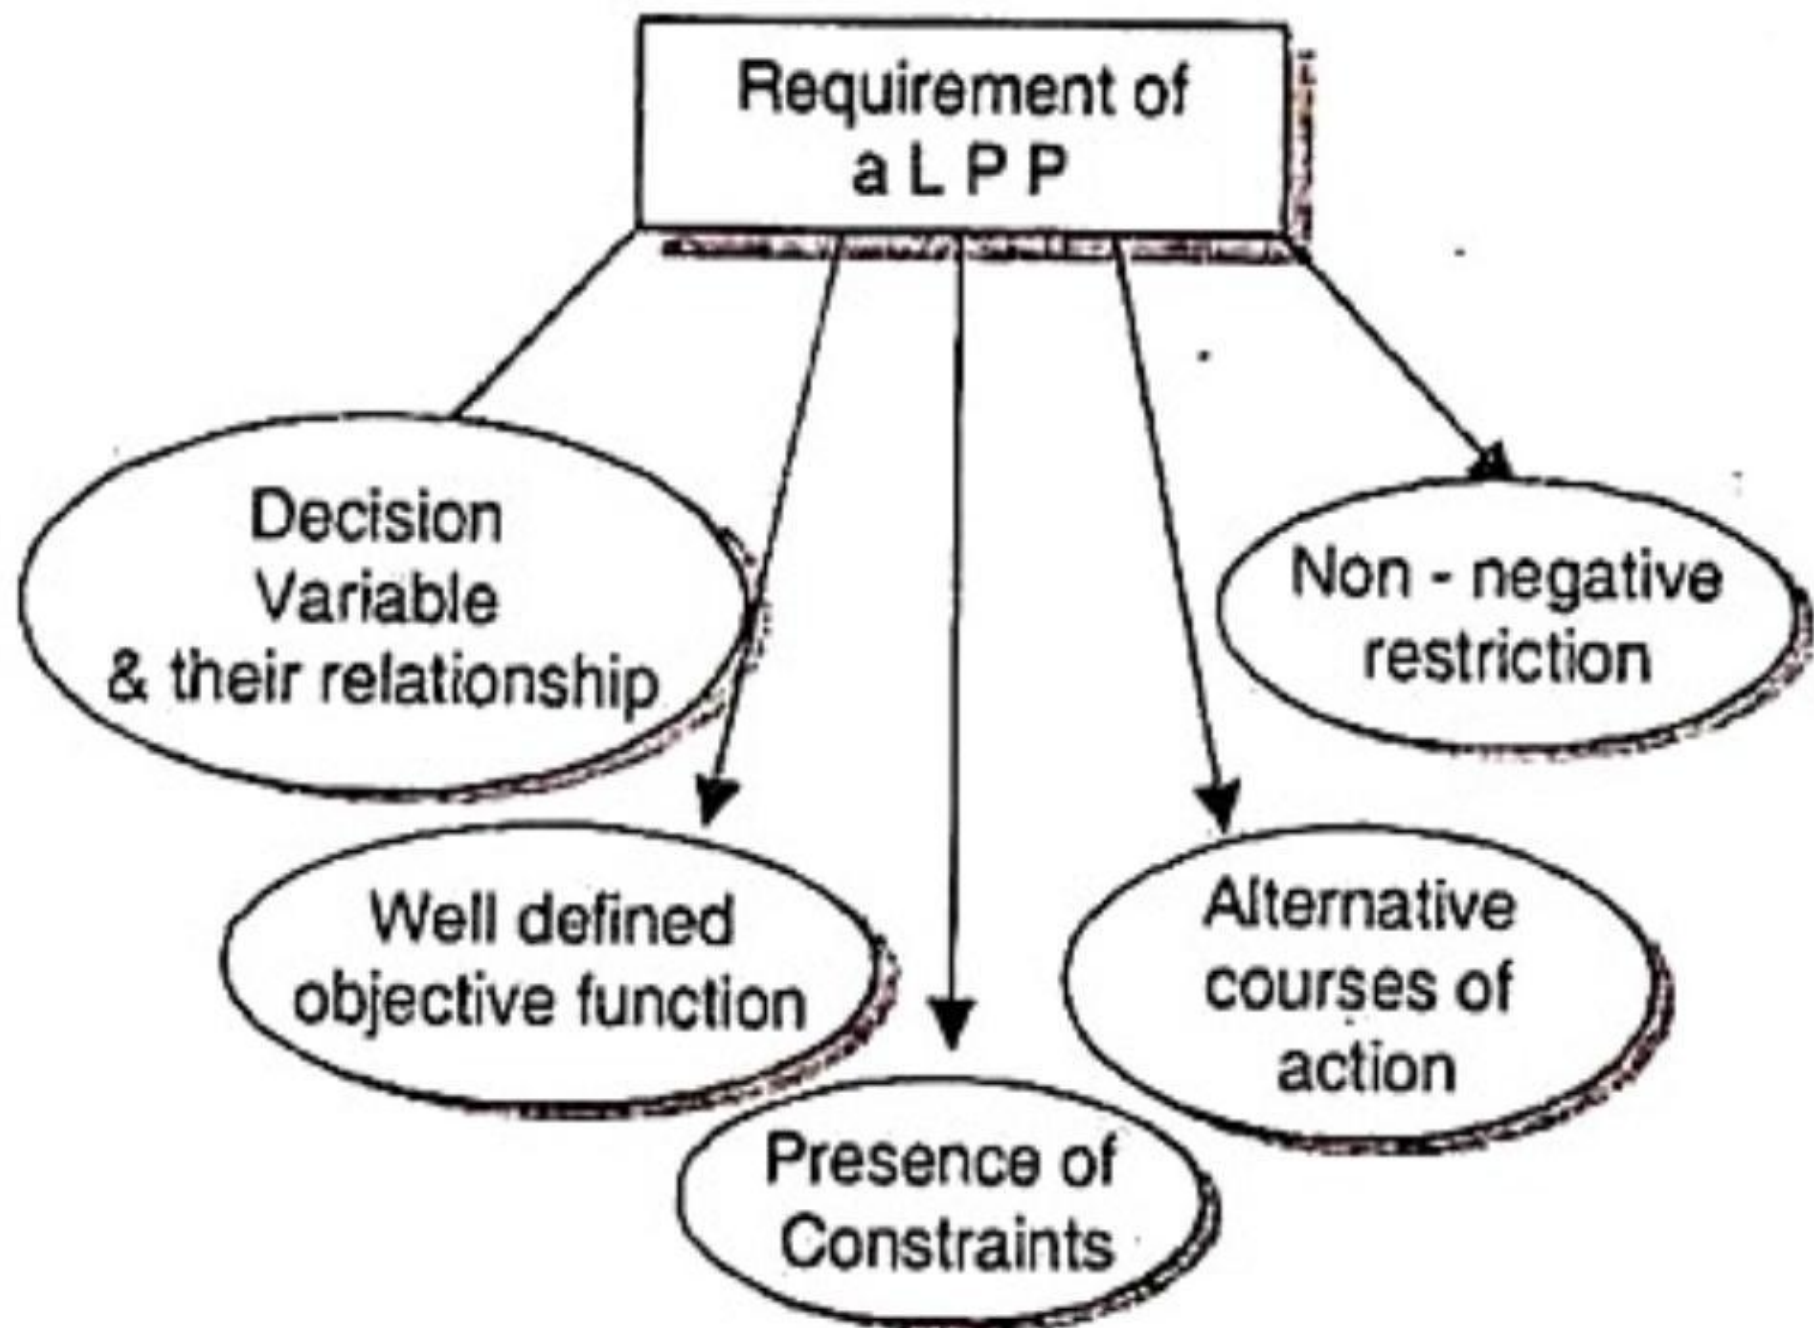 Requirement of
a L P P
Decision
Variable
& their relationship
Well defined
objective function
Presence of
Constraints
Alternative
courses of
action
Non - negative
restriction